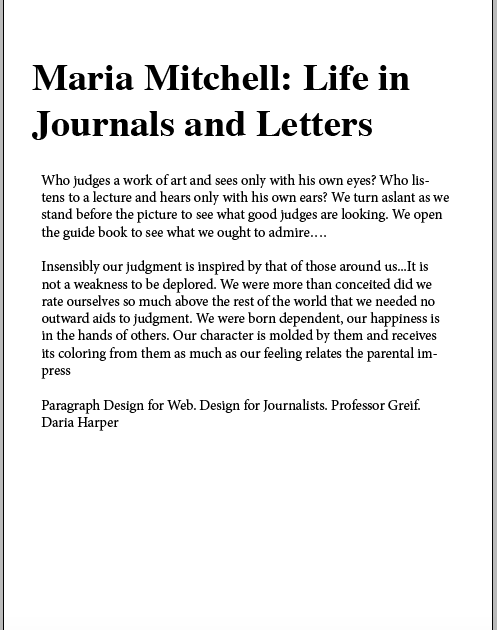 Maria Mitchell: Life in
Journals and Letters
Who judges a work of art and sees only with his own eyes? Who lis-
tens to a lecture and hears only with his own ears? We turn aslant as we
stand before the picture to see what good judges are looking. We open
the guide book to see what we ought to admire….
Insensibly our judgment is inspired by that of those around us...It is
not a weakness to be deplored. We were more than conceited did we
rate ourselves so much above the rest of the world that we needed no
outward aids to judgment. We were born dependent, our happiness is
in the hands of others. Our character is molded by them and receives
its coloring from them as much as our feeling relates the parental im-
press
Paragraph Design for Web. Design for Journalists. Professor Greif.
Daria Harper